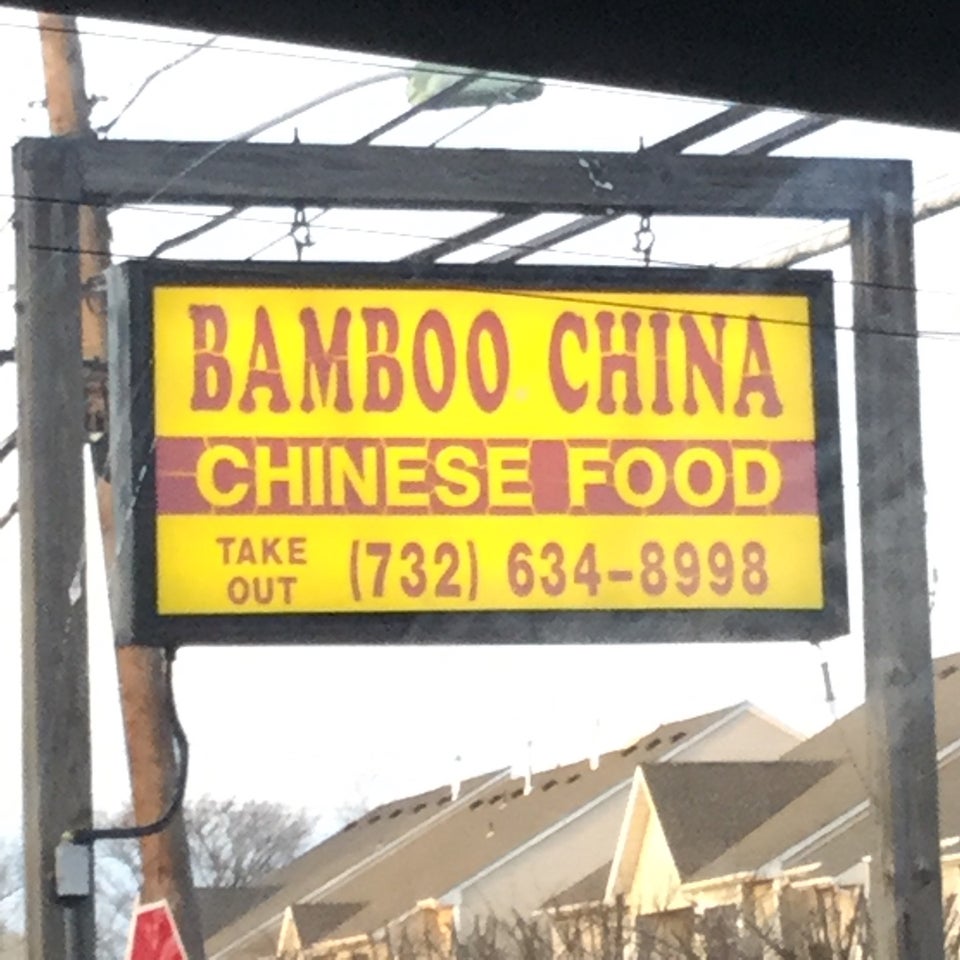 BAMBOO CHINA
CHINESE FOOD
TAKE OUT
(732) 634-8998